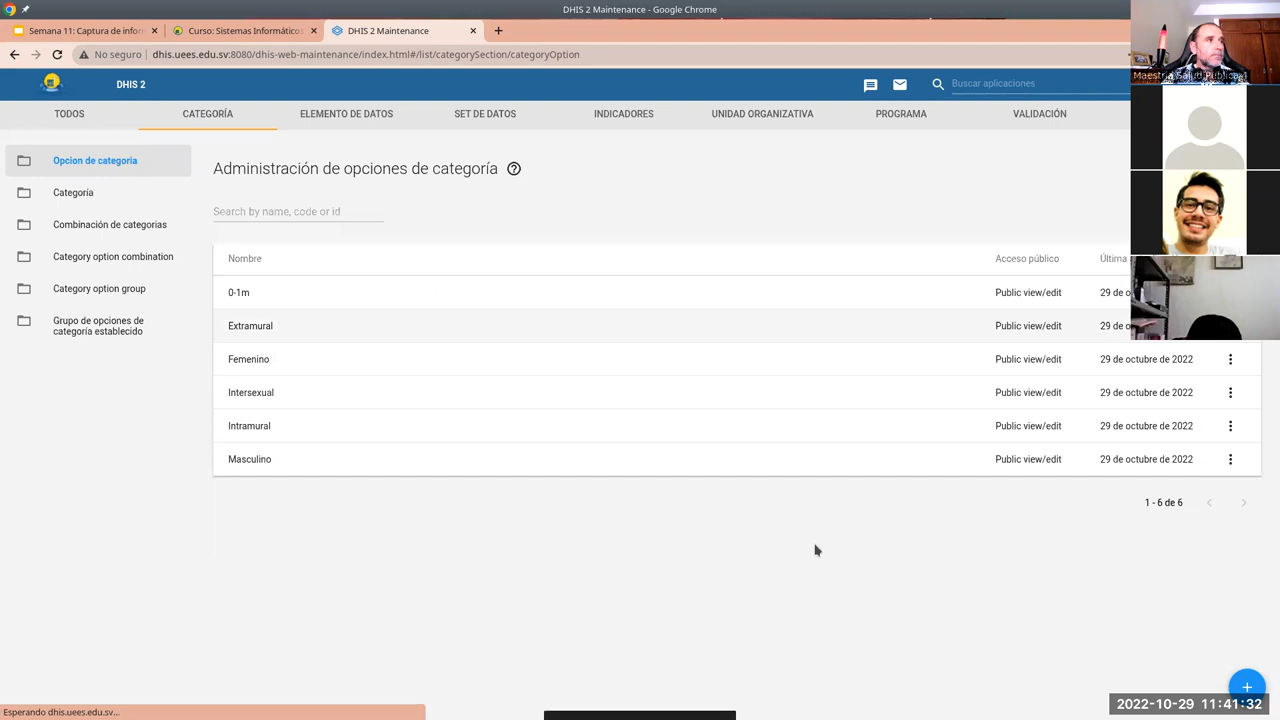 DHIS 2 Maintenance - Google Chrome
Semana 11: Captura de infor
Curso: Sistemas Informáticos
DHIS 2 Maintenance
No seguro
dhis.uees.edu.sv:8080/dhis-web-maintenance/index.html#/list/categorySection/categoryOption
Maestría Salud Pública
DHIS 2
Buscar aplicaciones
TODOS
CATEGORÍA
ELEMENTO DE DATOS
SET DE DATOS
INDICADORES
UNIDAD ORGANIZATIVA
PROGRAMA
VALIDACIÓN
Opcion de categoria
Categoría
Combinación de categorias
Category option combination
Category option group
Grupo de opciones de
categoría establecido
Administración de opciones de categoría
Search by name, code or id
Nombre Acceso público Última
0-1m Public view/edit 29 de o
Extramural Public view/edit 29 de o
Femenino Public view/edit 29 de octubre de 2022
Intersexual Public view/edit 29 de octubre de 2022
Intramural Public view/edit 29 de octubre de 2022
Masculino Public view/edit 29 de octubre de 2022
1 - 6 de 6
Esperando dhis.uees.edu.sv...
2022-10-29 11:41:32